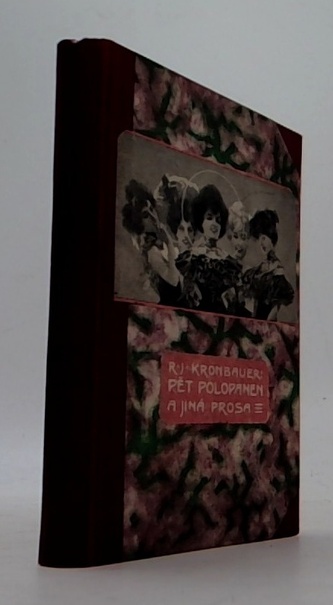 R·J·KRONBAUER:
PĚT POLOPANEN
A JINÁ PROSA